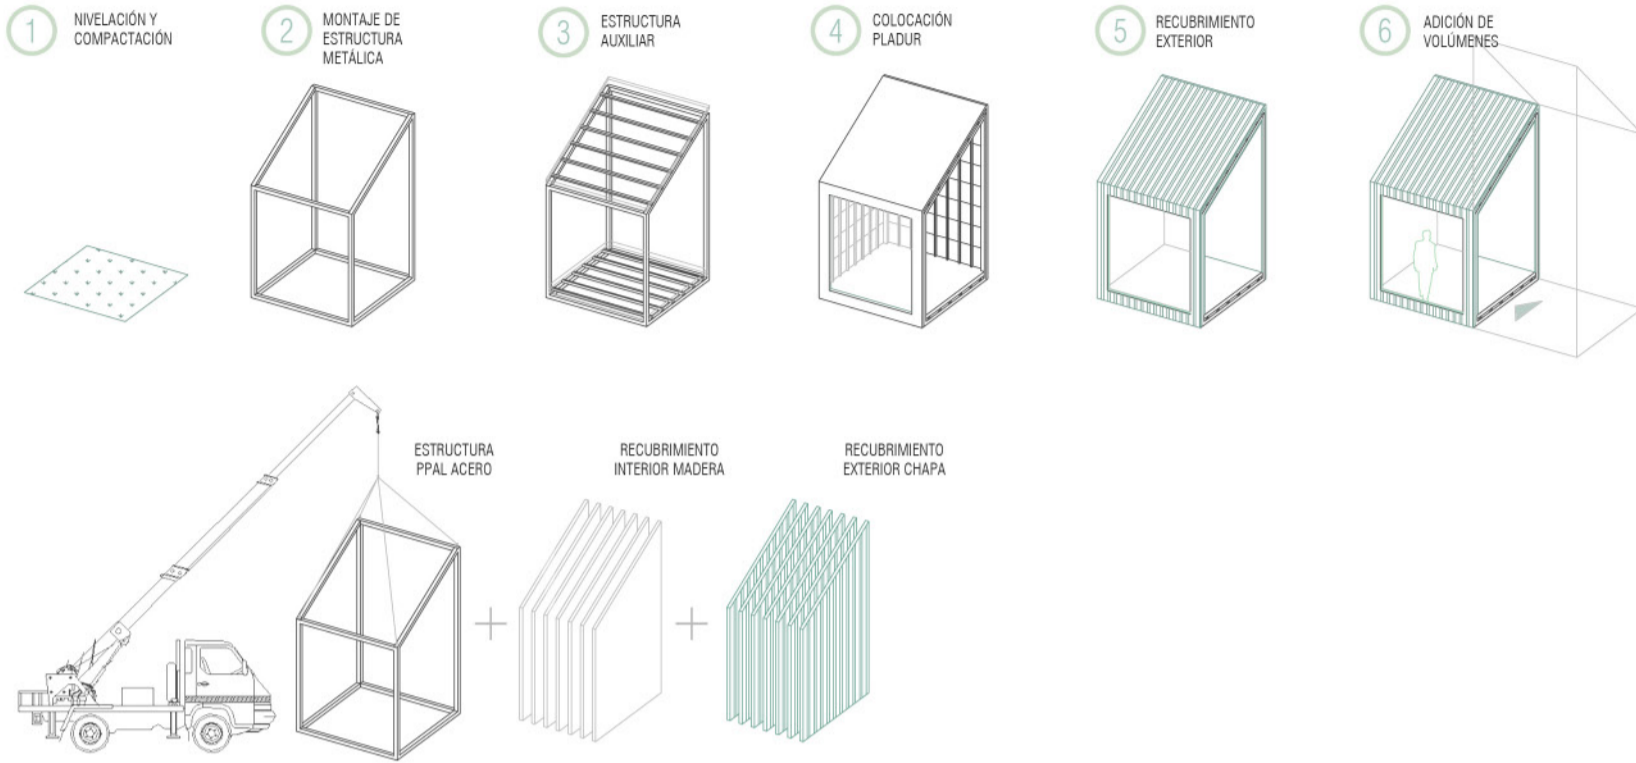 1
NIVELACIÓN Y
COMPACTACIÓN
2
MONTAJE DE
ESTRUCTURA
METÁLICA
3
ESTRUCTURA
AUXILIAR
4
COLOCACIÓN
PLADUR
5
RECUBRIMIENTO
EXTERIOR
6
ADICIÓN DE
VOLÚMENES
ESTRUCTURA
PPAL ACERO
+
RECUBRIMIENTO
INTERIOR MADERA
+
RECUBRIMIENTO
EXTERIOR CHAPA